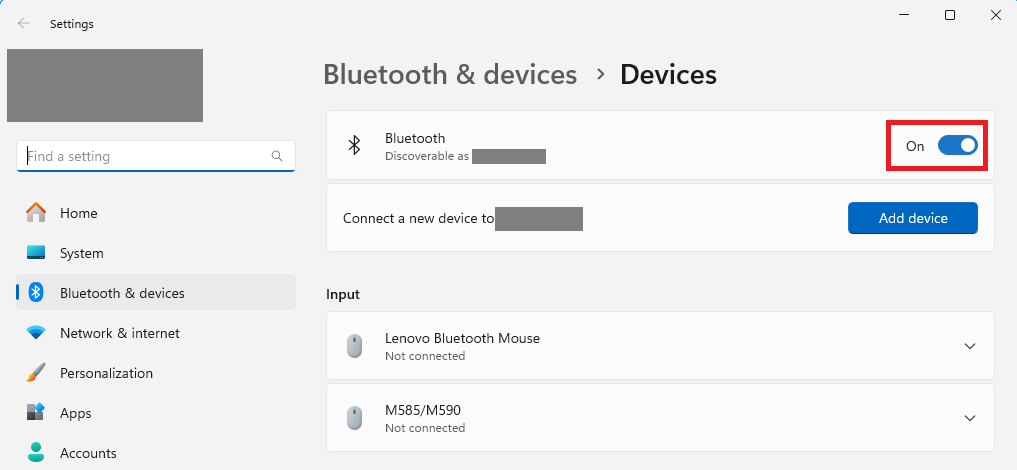 Settings
Find a setting
Home
System
Bluetooth & devices
Network & internet
Personalization
Apps
Accounts
Bluetooth & devices > Devices
Bluetooth
Discoverable as
On
Connect a new device to
Add device
Input
Lenovo Bluetooth Mouse
Not connected
M585/M590
Not connected